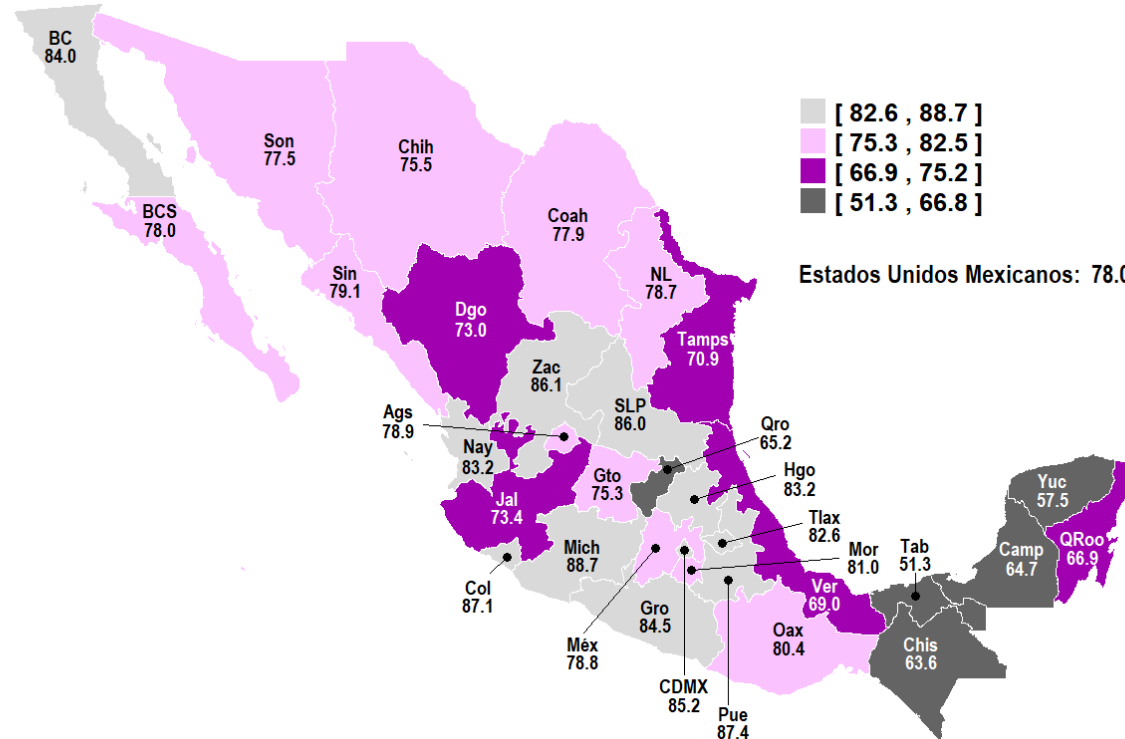 BC
84.0
[ 82.6 , 88.7 ]
[ 75.3 , 82.5 ]
[ 66.9 , 75.2 ]
[ 51.3 , 66.8 ]
Son
77.5
Chih
75.5
BCS
78.0
Coah
77.9
Sin
79.1
NL
78.7
Estados Unidos Mexicanos: 78.0
Dgo
73.0
Tamps
70.9
Zac
86.1
SLP
86.0
Ags
78.9
Qro
65.2
Nay
83.2
Gto
75.3
Hgo
83.2
Yuc
57.5
Jal
73.4
Tlax
82.6
QRoo
66.9
Mich
88.7
Mor
81.0
Tab
51.3
Camp
64.7
Col
87.1
Ver
69.0
Gro
84.5
Oax
80.4
Chis
63.6
Méx
78.8
CDMX
85.2
Pue
87.4